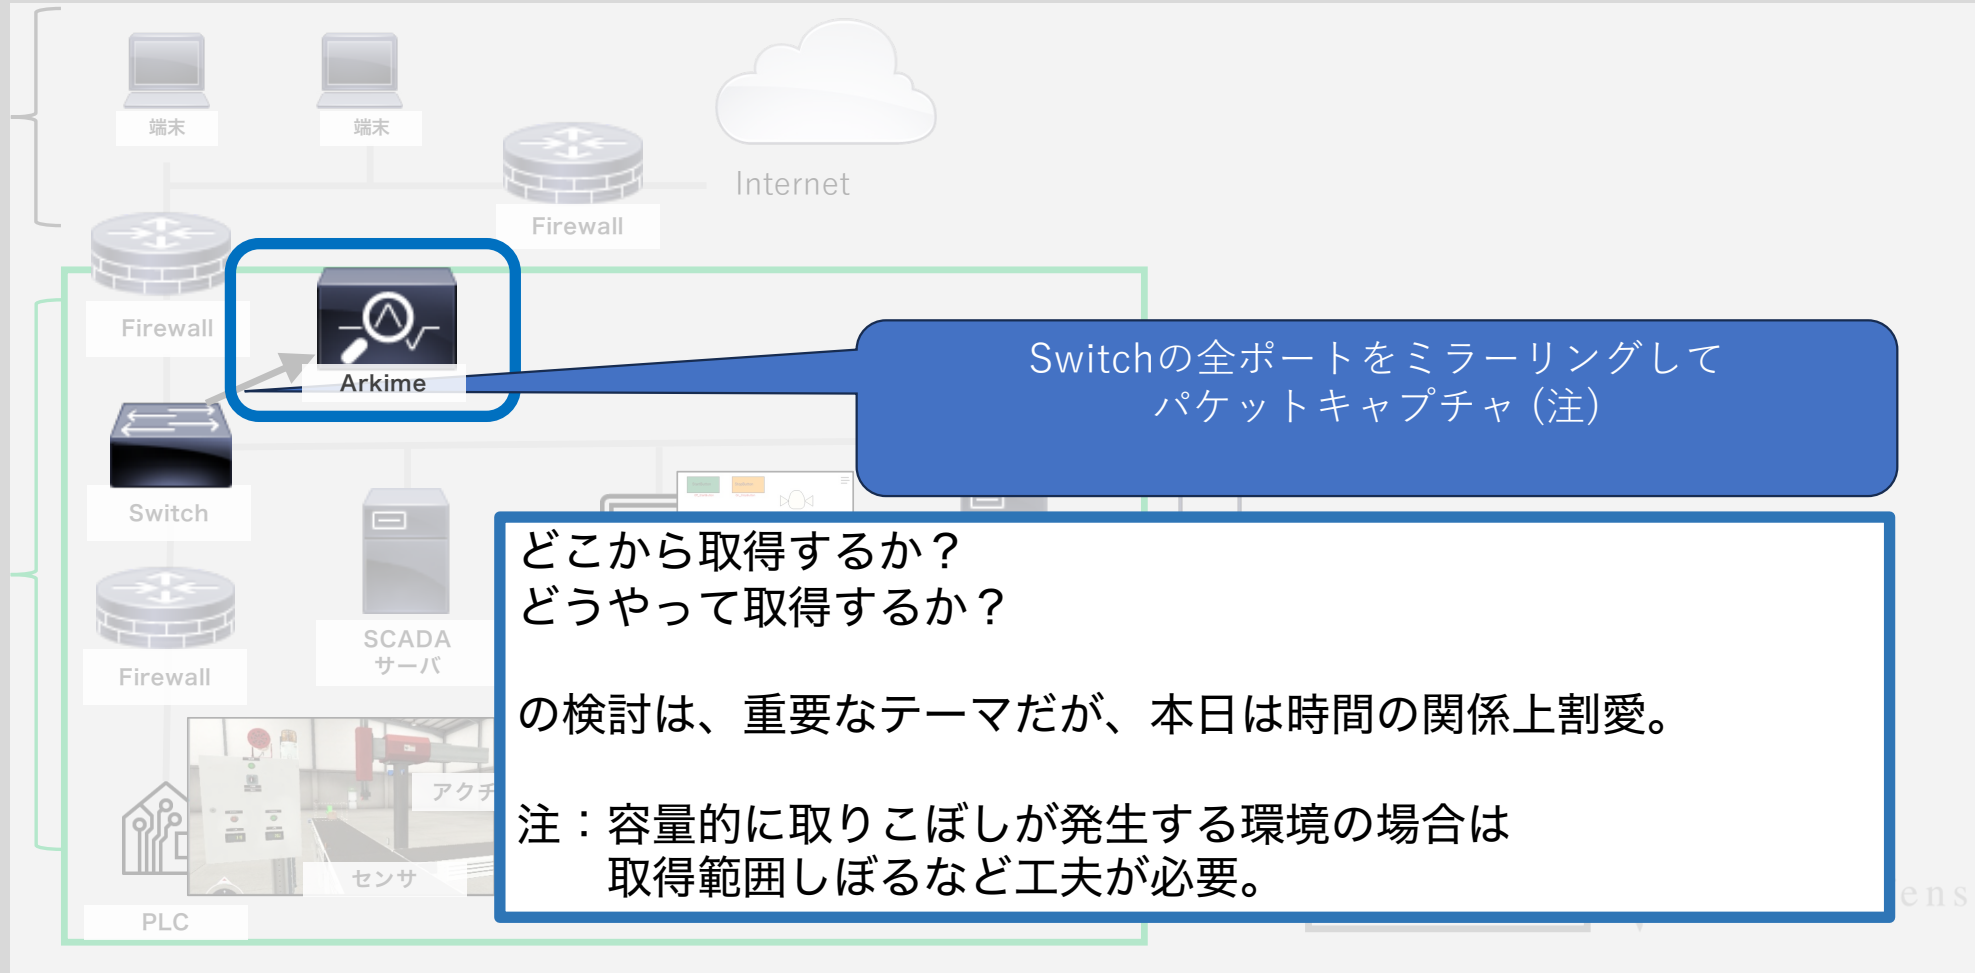 端末
端末
Internet
Firewall
Firewall
Arkime
Switchの全ポートをミラーリングして
パケットキャプチャ（注）
Switch
SCADA
サーバ
Firewall
どこから取得するか？
どうやって取得するか？
の検討は、重要なテーマだが、本日は時間の関係上割愛。
注：容量的に取りこぼしが発生する環境の場合は
取得範囲しぼるなど工夫が必要。
アクチ
センサ
PLC
ens